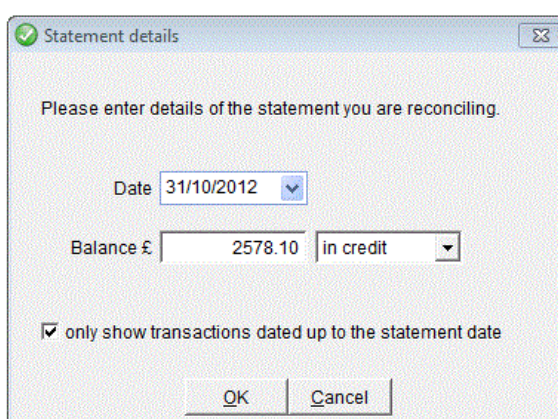 Statement details
Please enter details of the statement you are reconciling.
Date 31/10/2012
Balance £ 2578.10 in credit
only show transactions dated up to the statement date
OK Cancel